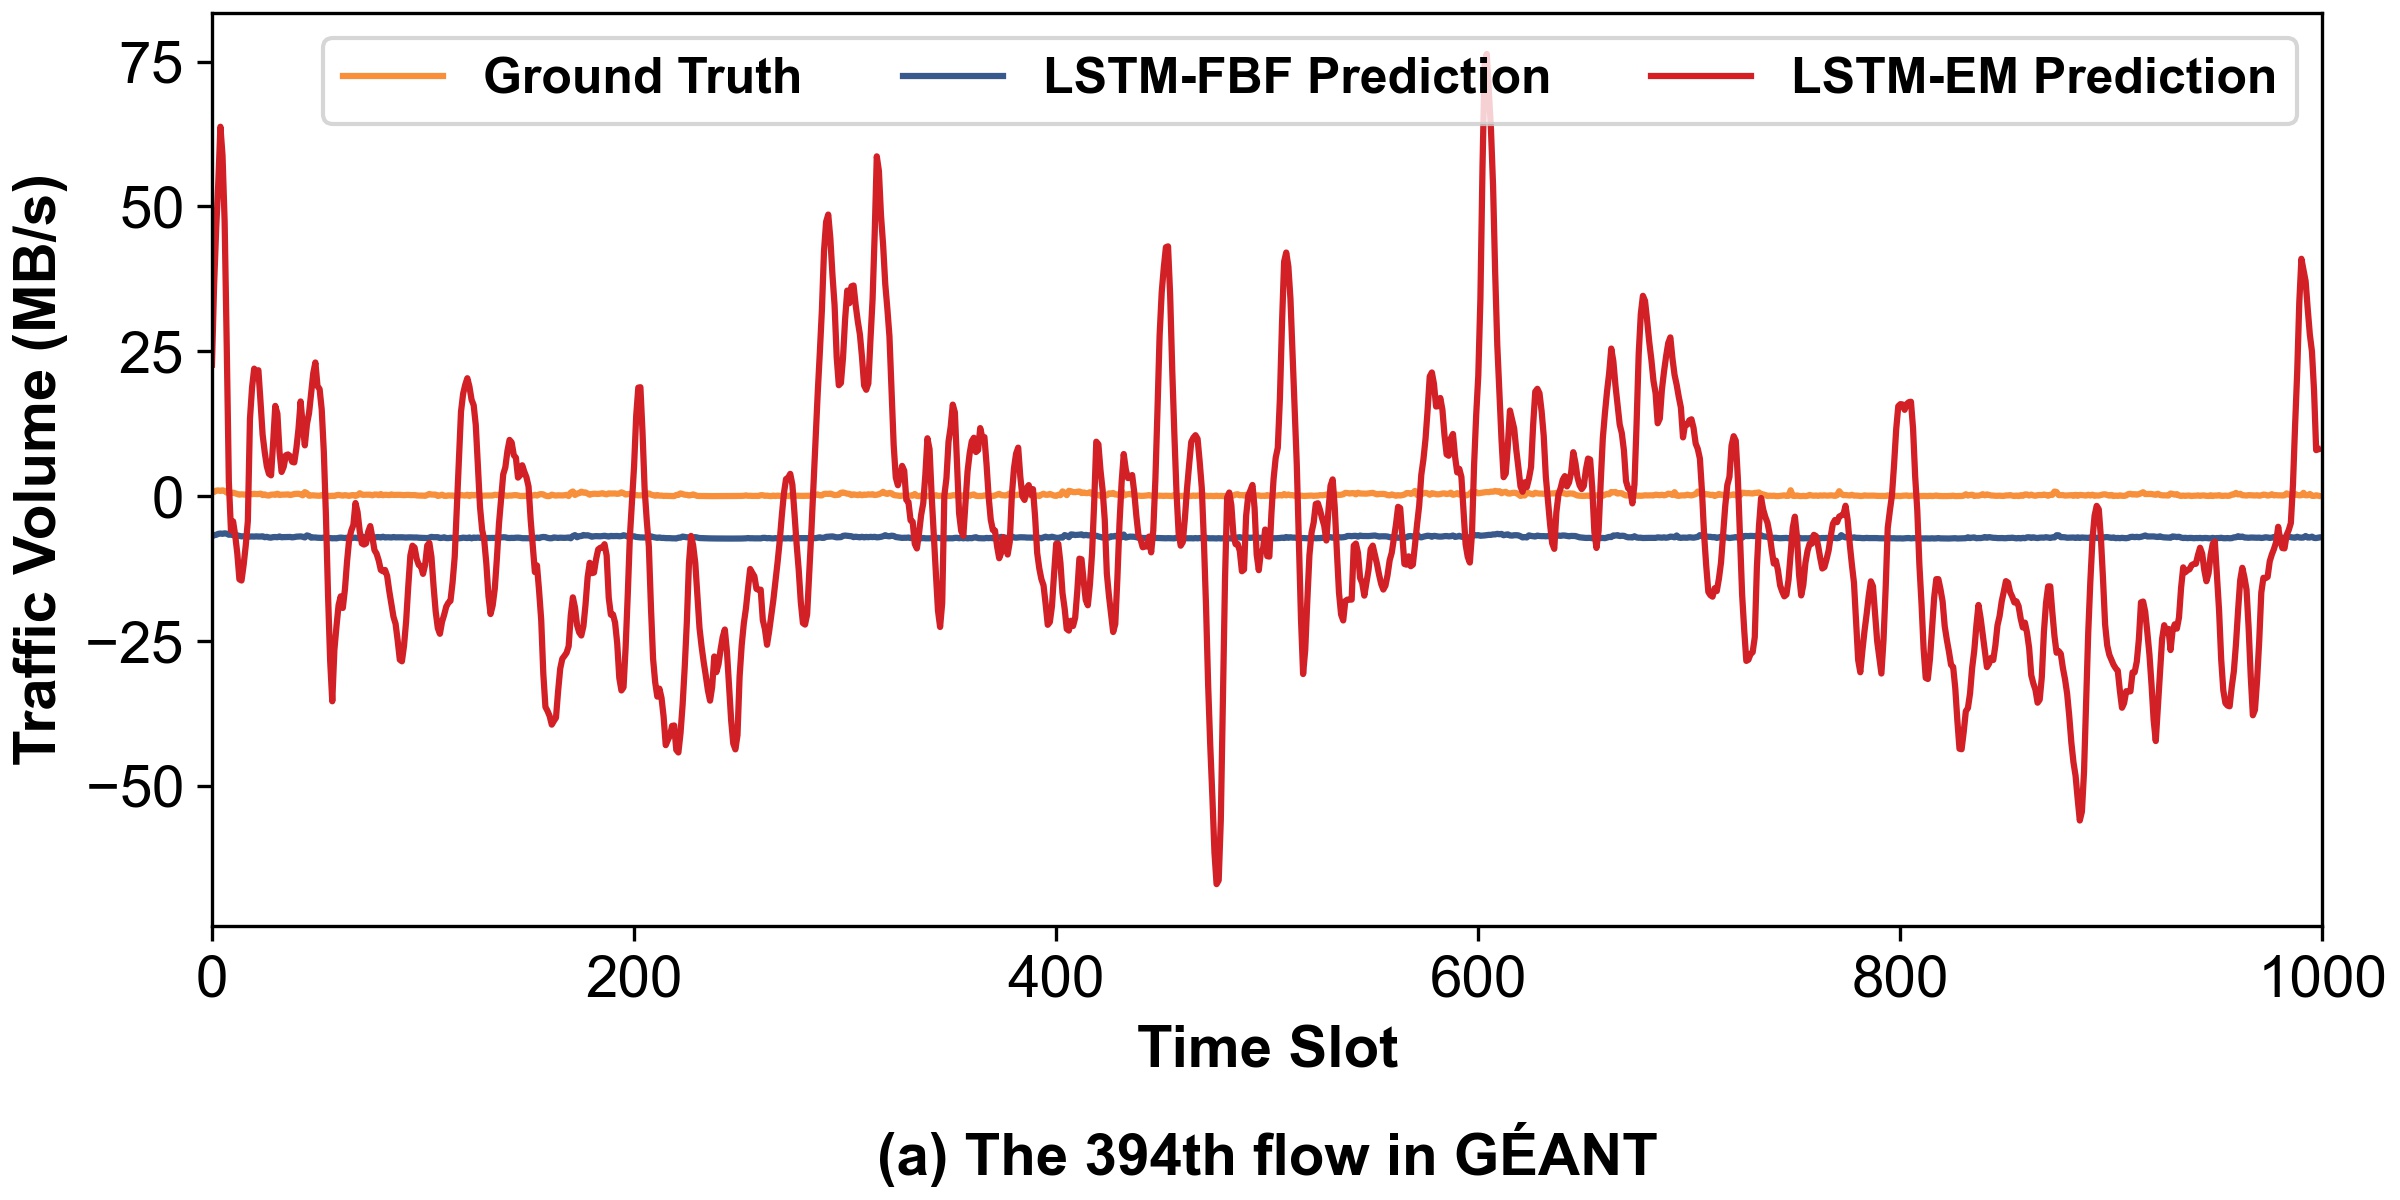 Ground Truth LSTM-FBF Prediction LSTM-EM Prediction
Traffic Volume (MB/s)
75
50
25
0
−25
−50
0 200 400 600 800 1000
Time Slot
(a) The 394th flow in GÉANT